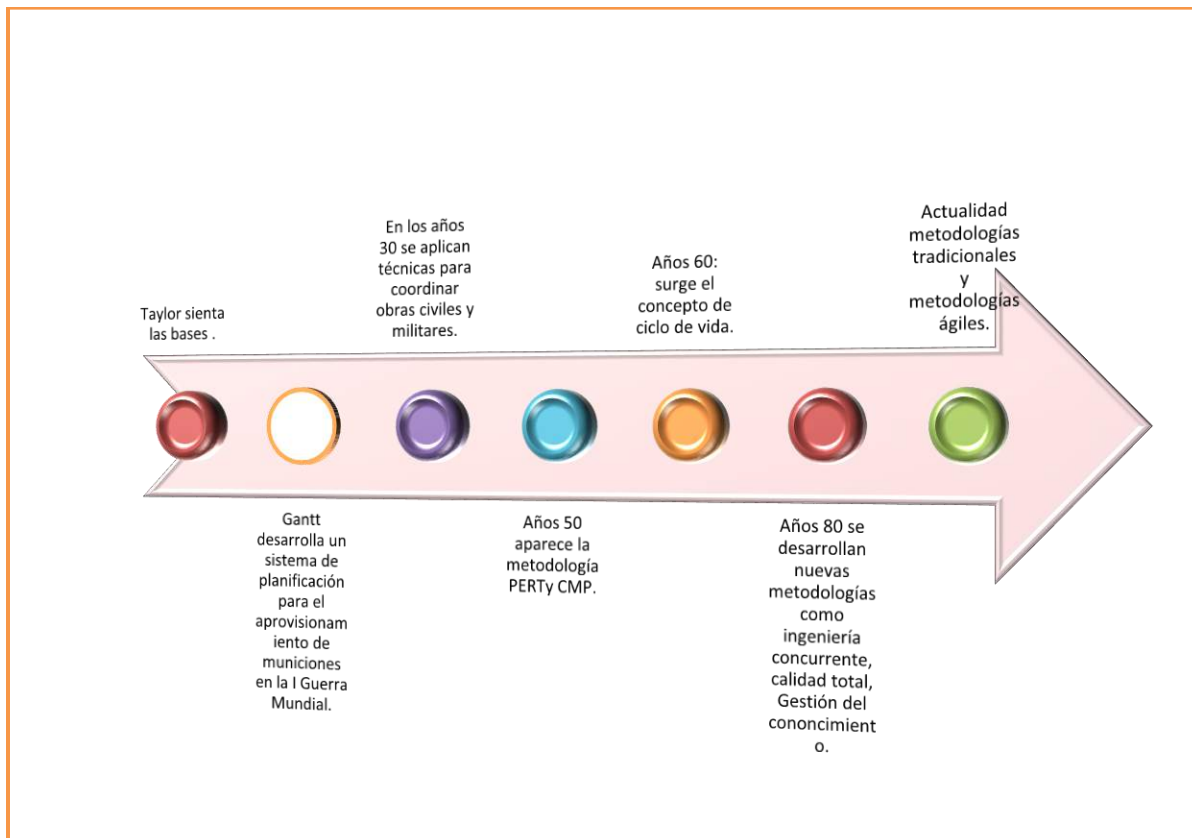 Taylor sienta
las bases .
Gantt
desarrolla un
sistema de
planificación
para el
aprovisionam
iento de
municiones
en la I Guerra
Mundial.
En los años
30 se aplican
técnicas para
coordinar
obras civiles y
militares.
Años 50
aparece la
metodología
PERTy CMP.
Años 60:
surge el
concepto de
ciclo de vida.
Años 80 se
desarrollan
nuevas
metodologías
como
ingeniería
concurrente,
calidad total,
Gestión del
cononcimient
o.
Actualidad
metodologías
tradicionales
y
metodologías
ágiles.